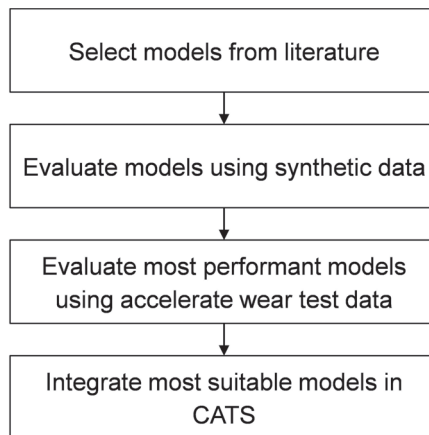 Select models from literature
Evaluate models using synthetic data
Evaluate most performant models
using accelerate wear test data
Integrate most suitable models in
CATS